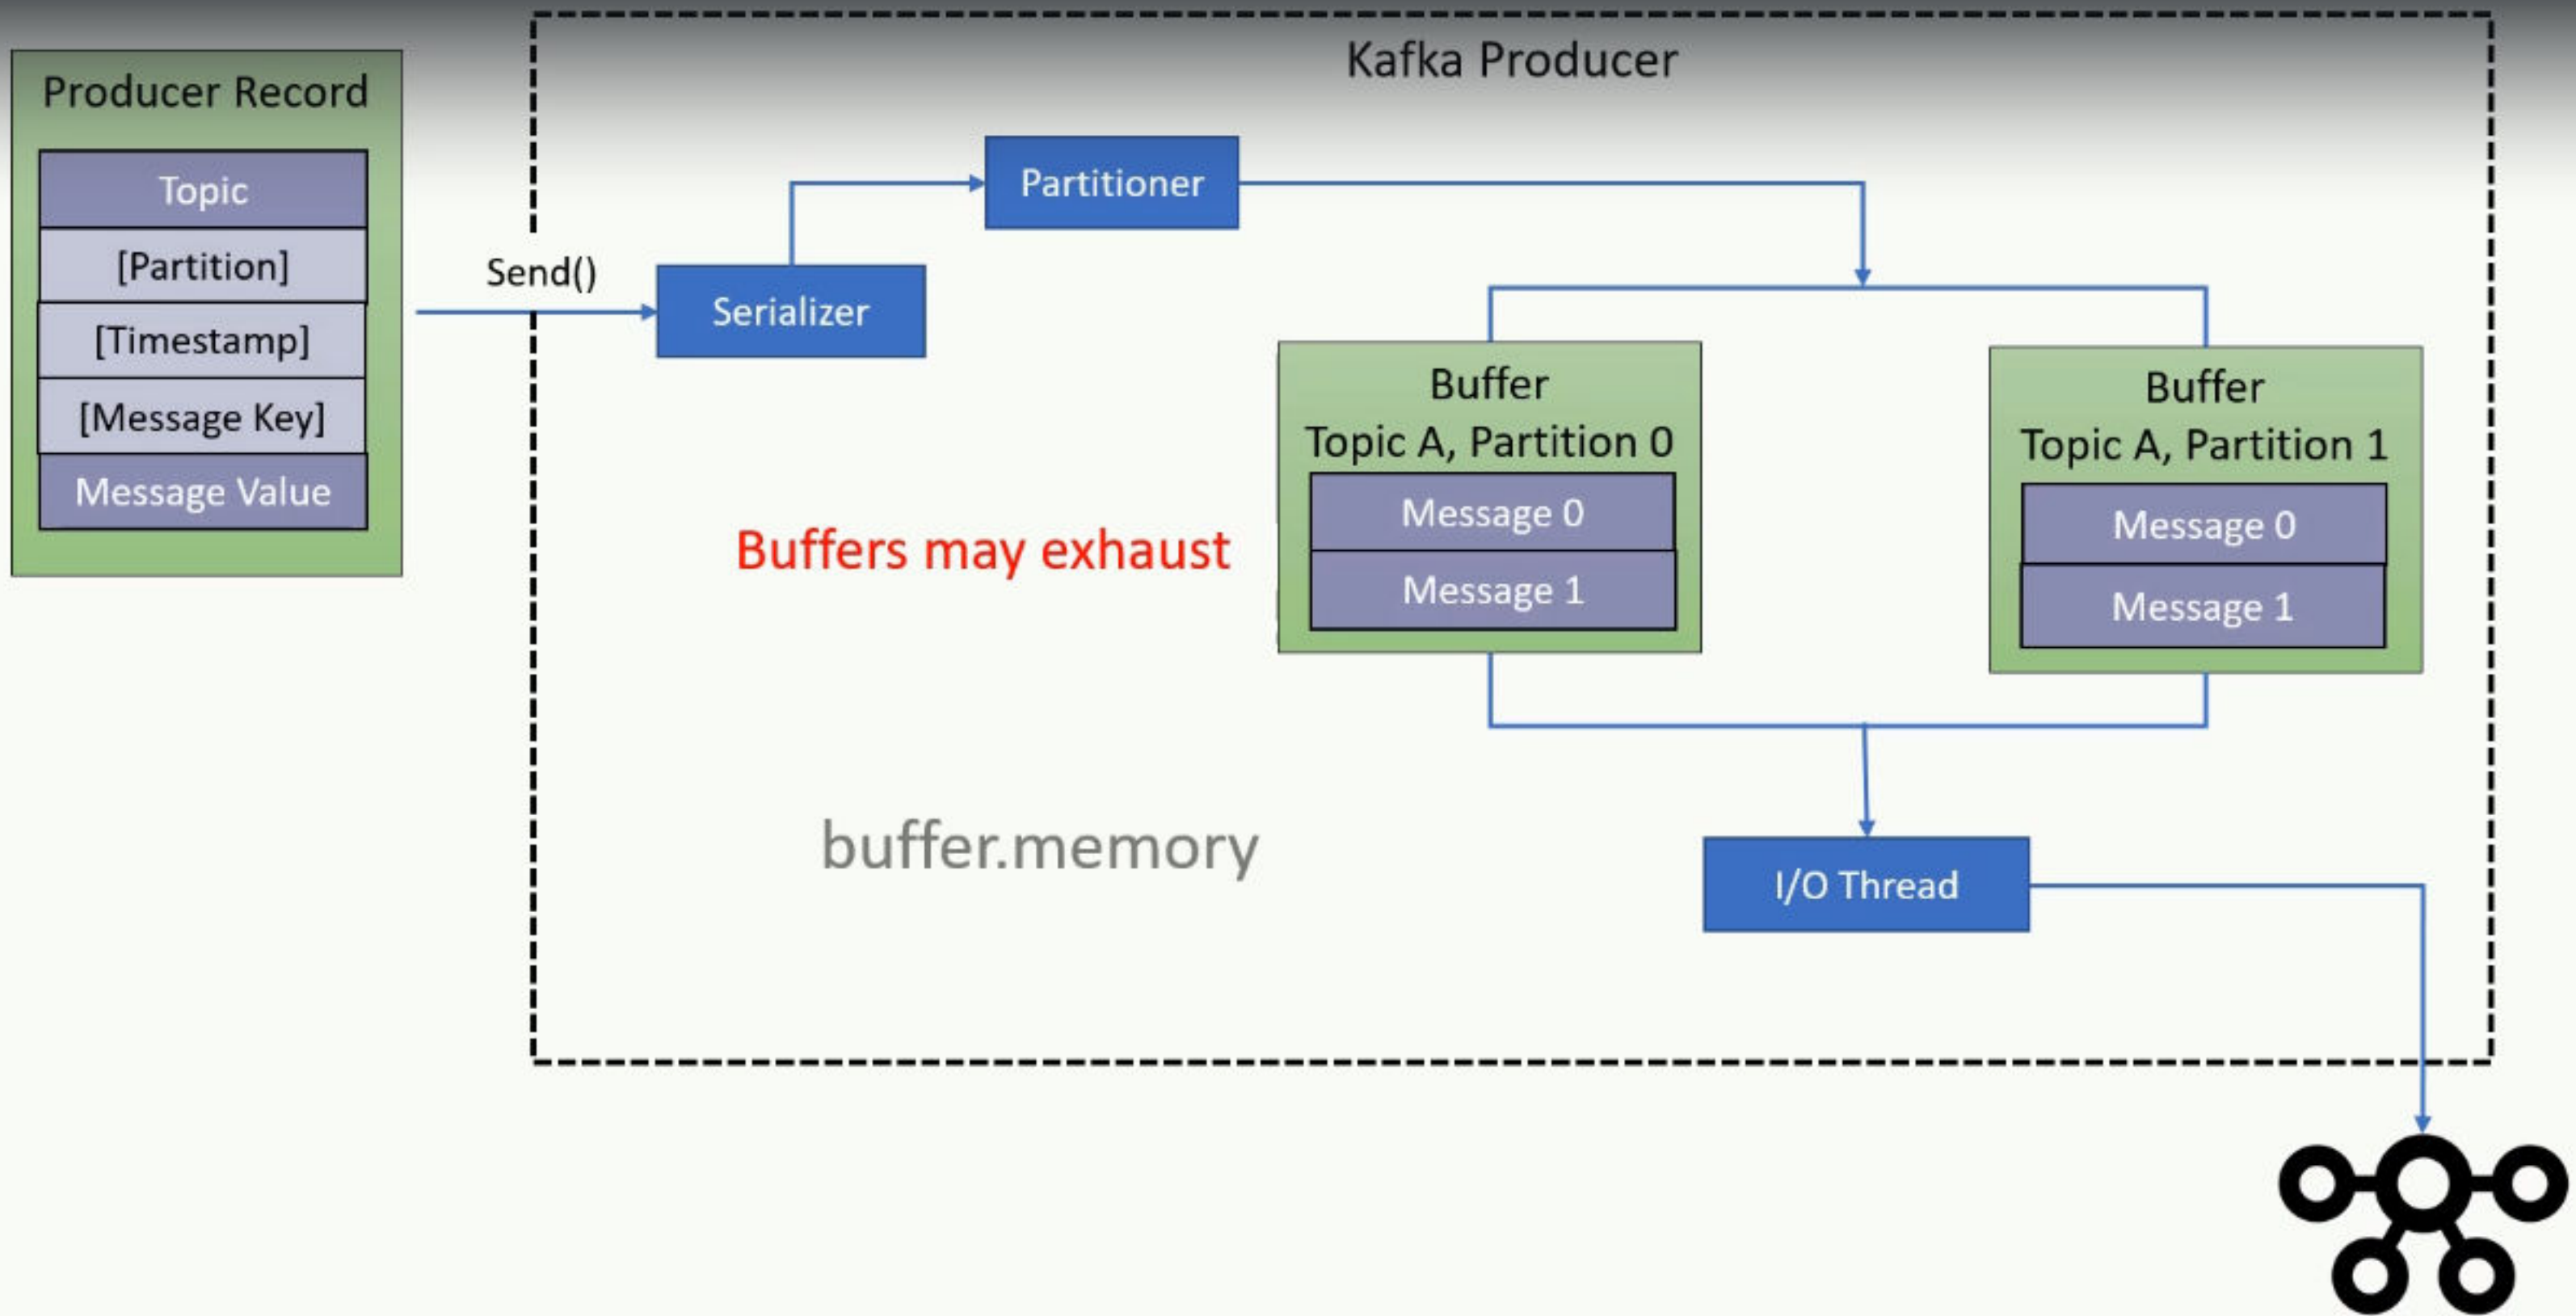 Kafka Producer
Producer Record
Topic
[Partition]
[Timestamp]
[Message Key]
Message Value
Send()
Serializer
Partitioner
Buffer
Topic A, Partition 0
Message 0
Message 1
Buffer
Topic A, Partition 1
Message 0
Message 1
Buffers may exhaust
buffer.memory
I/O Thread